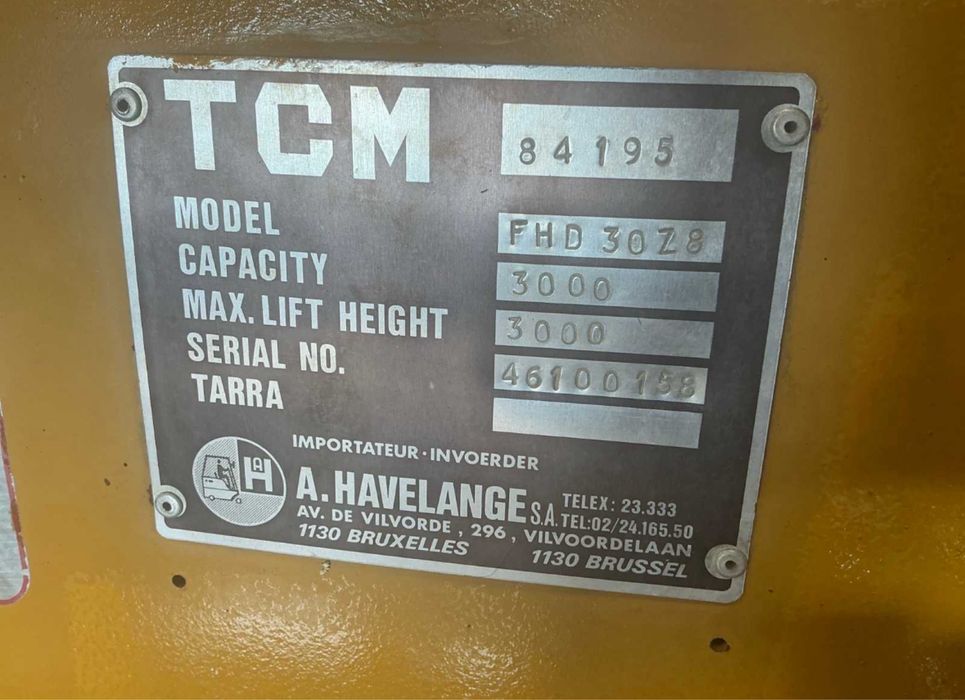 TCM 84195
MODEL FHD 30Z8
CAPACITY 3000
MAX. LIFT HEIGHT 3000
SERIAL NO. 46100158
TARRA
IMPORTATEUR·INVOERDER
A. HAVELANGE S.A. TELEX: 23.333
TEL: 02/24.165.50
AV. DE VILVORDE, 296, VILVOORDELAAN
1130 BRUXELLES 1130 BRUSSEL
AH